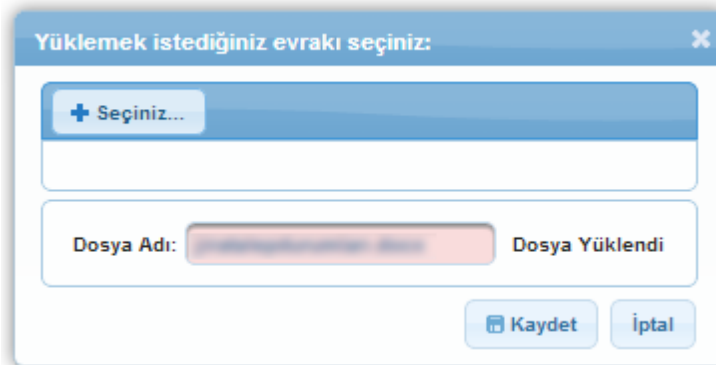 Yüklemek istediğiniz evrakı seçiniz:
Seçiniz...
Dosya Adı: Dosya Yüklendi
Kaydet İptal